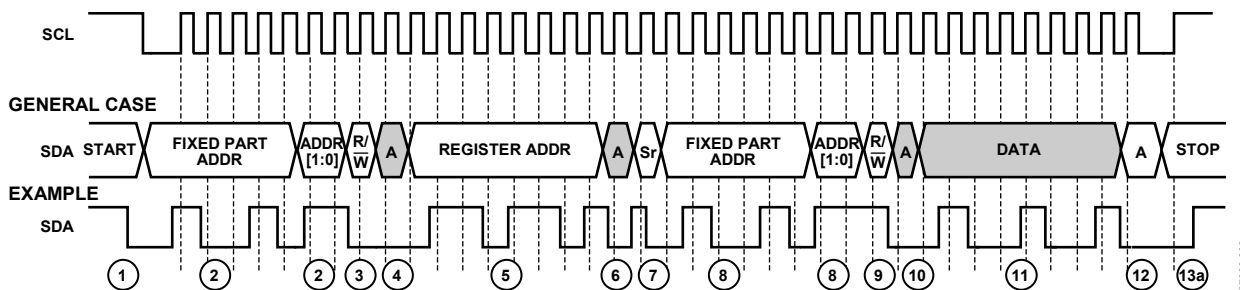 SCL
GENERAL CASE
SDA START FIXED PART ADDR ADDR [1:0] R/W A REGISTER ADDR A Sr FIXED PART ADDR ADDR [1:0] R/W A DATA A STOP
EXAMPLE
SDA
1 2 2 3 4 5 6 7 8 8 9 10 11 12 13a